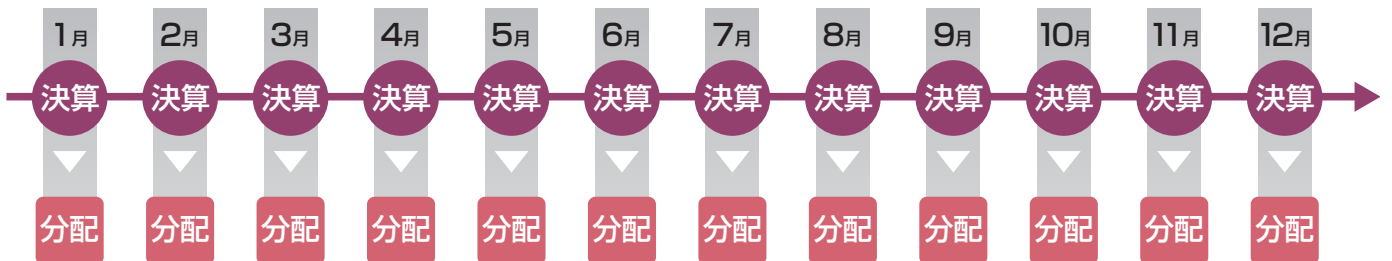 1月 2月 3月 4月 5月 6月 7月 8月 9月 10月 11月 12月
決算 決算 決算 決算 決算 決算 決算 決算 決算 決算 決算 決算
分配 分配 分配 分配 分配 分配 分配 分配 分配 分配 分配 分配